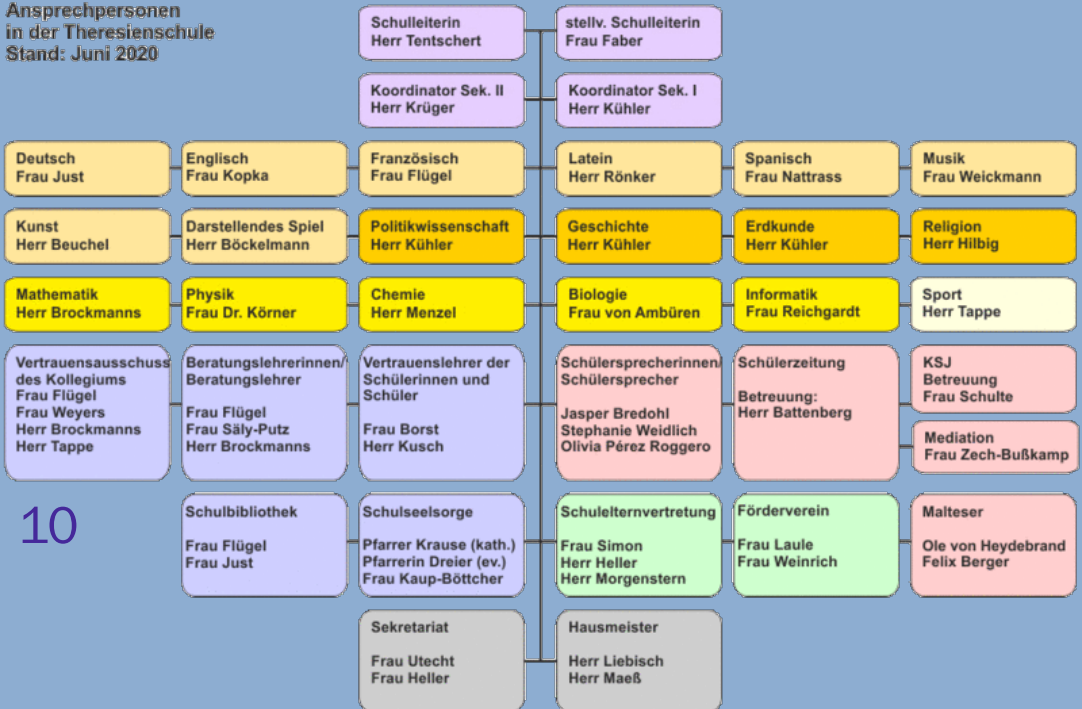 Ansprechpersonen
in der Theresienschule
Stand: Juni 2020
Schulleiterin
Herr Tentschert
stellv. Schulleiterin
Frau Faber
Koordinator Sek. II
Herr Krüger
Koordinator Sek. I
Herr Kühler
Deutsch
Frau Just
Englisch
Frau Kopka
Französisch
Frau Flügel
Latein
Herr Rönker
Spanisch
Frau Nattrass
Musik
Frau Weickmann
Kunst
Herr Beuchel
Darstellendes Spiel
Herr Böckelmann
Politikwissenschaft
Herr Kühler
Geschichte
Herr Kühler
Erdkunde
Herr Kühler
Religion
Herr Hilbig
Mathematik
Herr Brockmanns
Physik
Frau Dr. Körner
Chemie
Herr Menzel
Biologie
Frau von Ambüren
Informatik
Frau Reichgardt
Sport
Herr Tappe
Vertrauensausschuss
des Kollegiums
Frau Flügel
Frau Weyers
Herr Brockmanns
Herr Tappe
Beratungslehrerinnen/
Beratungslehrer
Frau Flügel
Frau Säly-Putz
Herr Brockmanns
Vertrauenslehrer der
Schülerinnen und
Schüler
Frau Borst
Herr Kusch
Schülersprecherinnen/
Schülersprecher
Jasper Bredohl
Stephanie Weidlich
Olivia Pérez Roggero
Schülerzeitung
Betreuung:
Herr Battenberg
KSJ
Betreuung
Frau Schulte
Mediation
Frau Zech-Bußkamp
10
Schulbibliothek
Frau Flügel
Frau Just
Schulseelsorge
Pfarrer Krause (kath.)
Pfarrerin Dreier (ev.)
Frau Kaup-Böttcher
Schulelternvertretung
Frau Simon
Herr Heller
Herr Morgenstern
Förderverein
Frau Laule
Frau Weinrich
Malteser
Ole von Heydebrand
Felix Berger
Sekretariat
Frau Utecht
Frau Heller
Hausmeister
Herr Liebisch
Herr Maeß